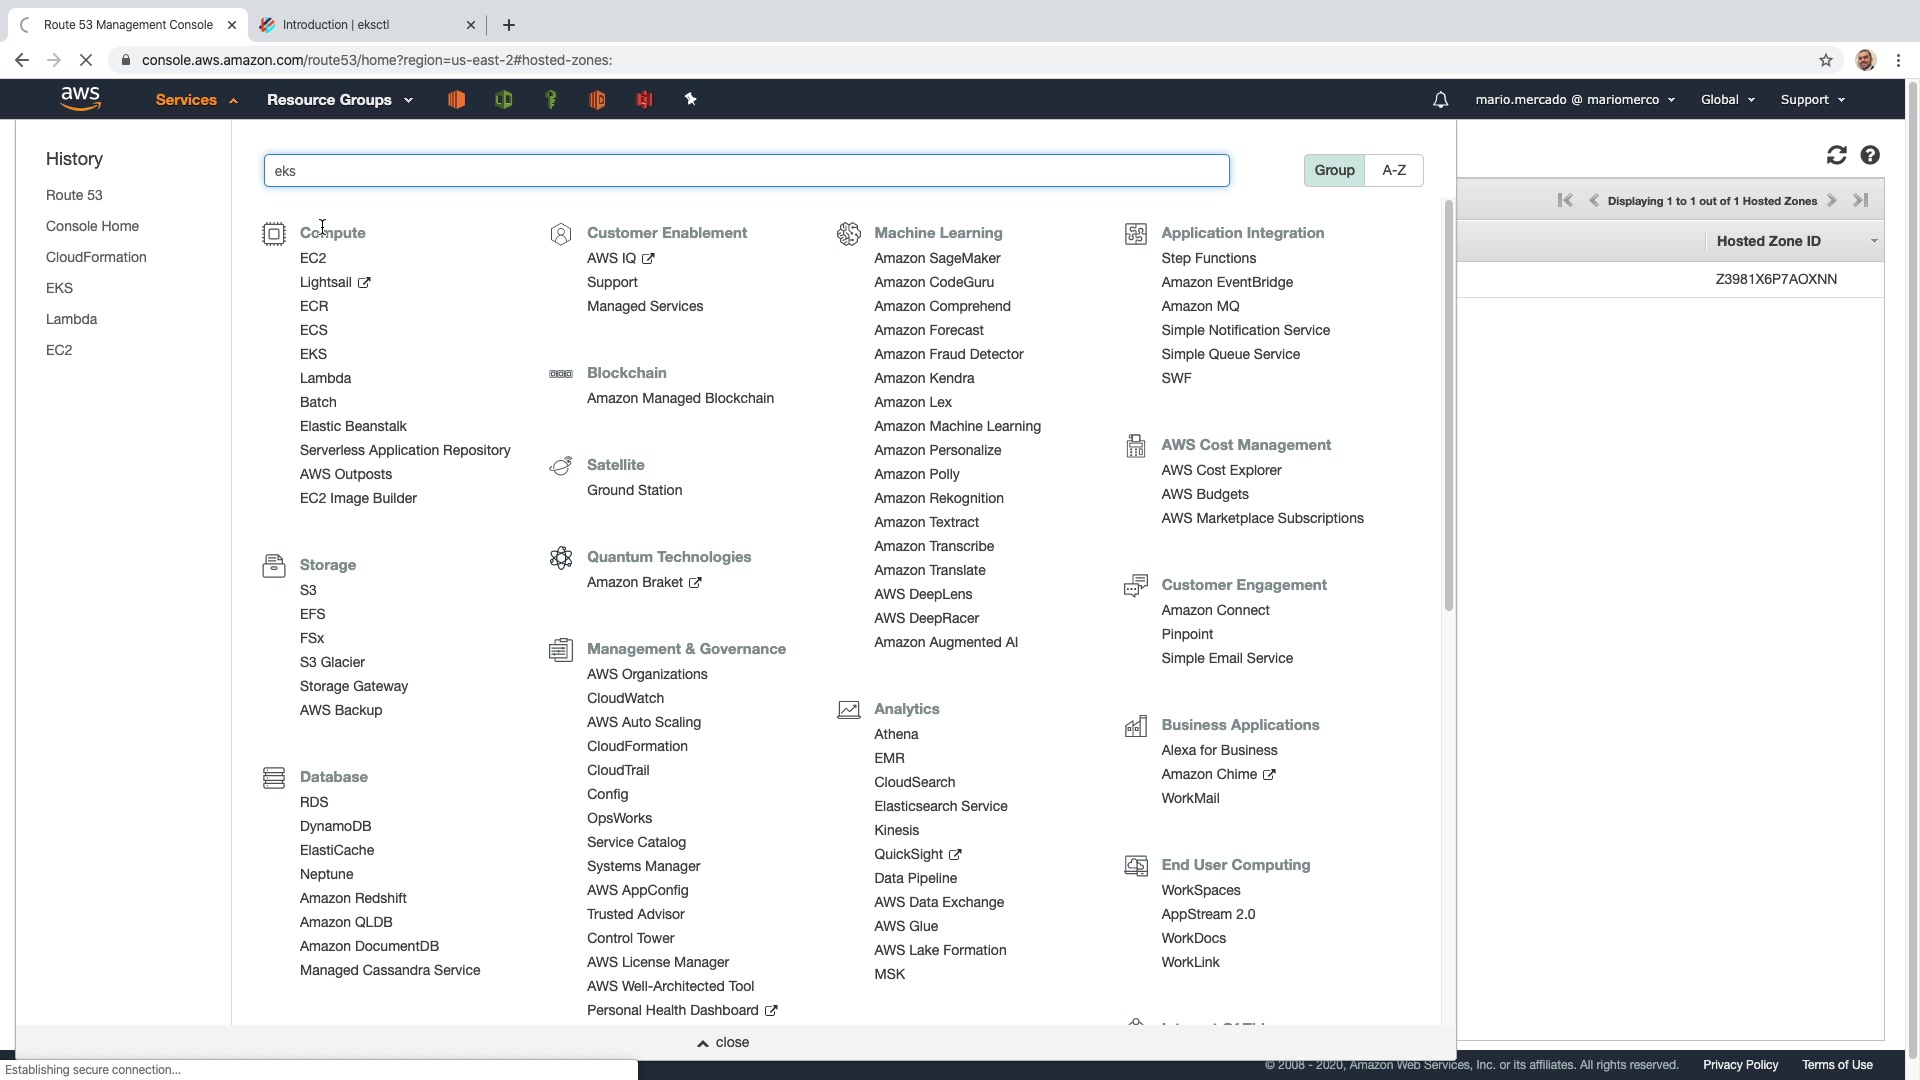 Route 53 Management Console
Introduction | eksctl
console.aws.amazon.com/route53/home?region=us-east-2#hosted-zones:
aws
Services
Resource Groups
mario.mercado @ mariomerco
Global
Support
History
Route 53
Console Home
CloudFormation
EKS
Lambda
EC2
eks
Group
A-Z
Compute
EC2
Lightsail
ECR
ECS
EKS
Lambda
Batch
Elastic Beanstalk
Serverless Application Repository
AWS Outposts
EC2 Image Builder
Storage
S3
EFS
FSx
S3 Glacier
Storage Gateway
AWS Backup
Database
RDS
DynamoDB
ElastiCache
Neptune
Amazon Redshift
Amazon QLDB
Amazon DocumentDB
Managed Cassandra Service
Customer Enablement
AWS IQ
Support
Managed Services
Blockchain
Amazon Managed Blockchain
Satellite
Ground Station
Quantum Technologies
Amazon Braket
Management & Governance
AWS Organizations
CloudWatch
AWS Auto Scaling
CloudFormation
CloudTrail
Config
OpsWorks
Service Catalog
Systems Manager
AWS AppConfig
Trusted Advisor
Control Tower
AWS License Manager
AWS Well-Architected Tool
Personal Health Dashboard
Machine Learning
Amazon SageMaker
Amazon CodeGuru
Amazon Comprehend
Amazon Forecast
Amazon Fraud Detector
Amazon Kendra
Amazon Lex
Amazon Machine Learning
Amazon Personalize
Amazon Polly
Amazon Rekognition
Amazon Textract
Amazon Transcribe
Amazon Translate
AWS DeepLens
AWS DeepRacer
Amazon Augmented AI
Analytics
Athena
EMR
CloudSearch
Elasticsearch Service
Kinesis
QuickSight
Data Pipeline
AWS Data Exchange
AWS Glue
AWS Lake Formation
MSK
Application Integration
Step Functions
Amazon EventBridge
Amazon MQ
Simple Notification Service
Simple Queue Service
SWF
AWS Cost Management
AWS Cost Explorer
AWS Budgets
AWS Marketplace Subscriptions
Customer Engagement
Amazon Connect
Pinpoint
Simple Email Service
Business Applications
Alexa for Business
Amazon Chime
WorkMail
End User Computing
WorkSpaces
AppStream 2.0
WorkDocs
WorkLink
Displaying 1 to 1 out of 1 Hosted Zones
Hosted Zone ID
Z3981X6P7AOXNN
close
Establishing secure connection...
© 2008 - 2020, Amazon Web Services, Inc. or its affiliates. All rights reserved.
Privacy Policy
Terms of Use